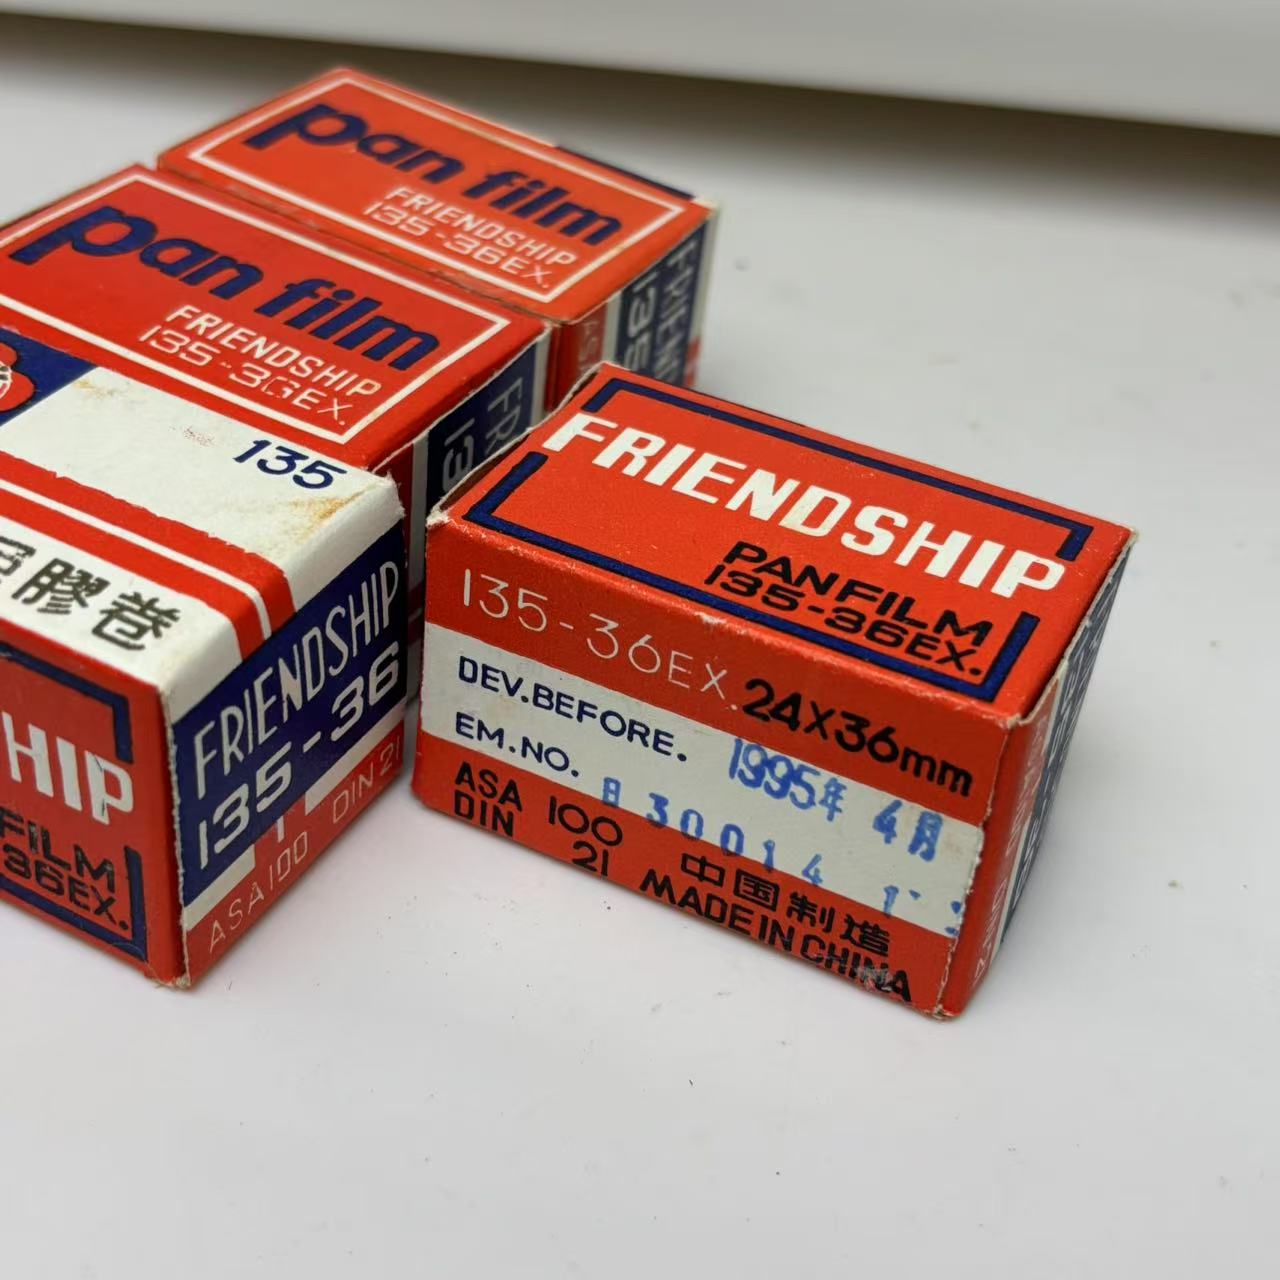 pan film
FRIENDSHIP
135-36EX.
pan film
FRIENDSHIP
135-36EX.
135
膠卷
FRIENDSHIP
135-36
ASA100 DIN21
HIP
FILM
36EX.
FRIENDSHIP
PANFILM
135-36EX.
135-36EX. 24X36mm
DEV.BEFORE. 1995年 4月
EM.NO. 30014
ASA 100
DIN 21
中国制造
MADE IN CHINA